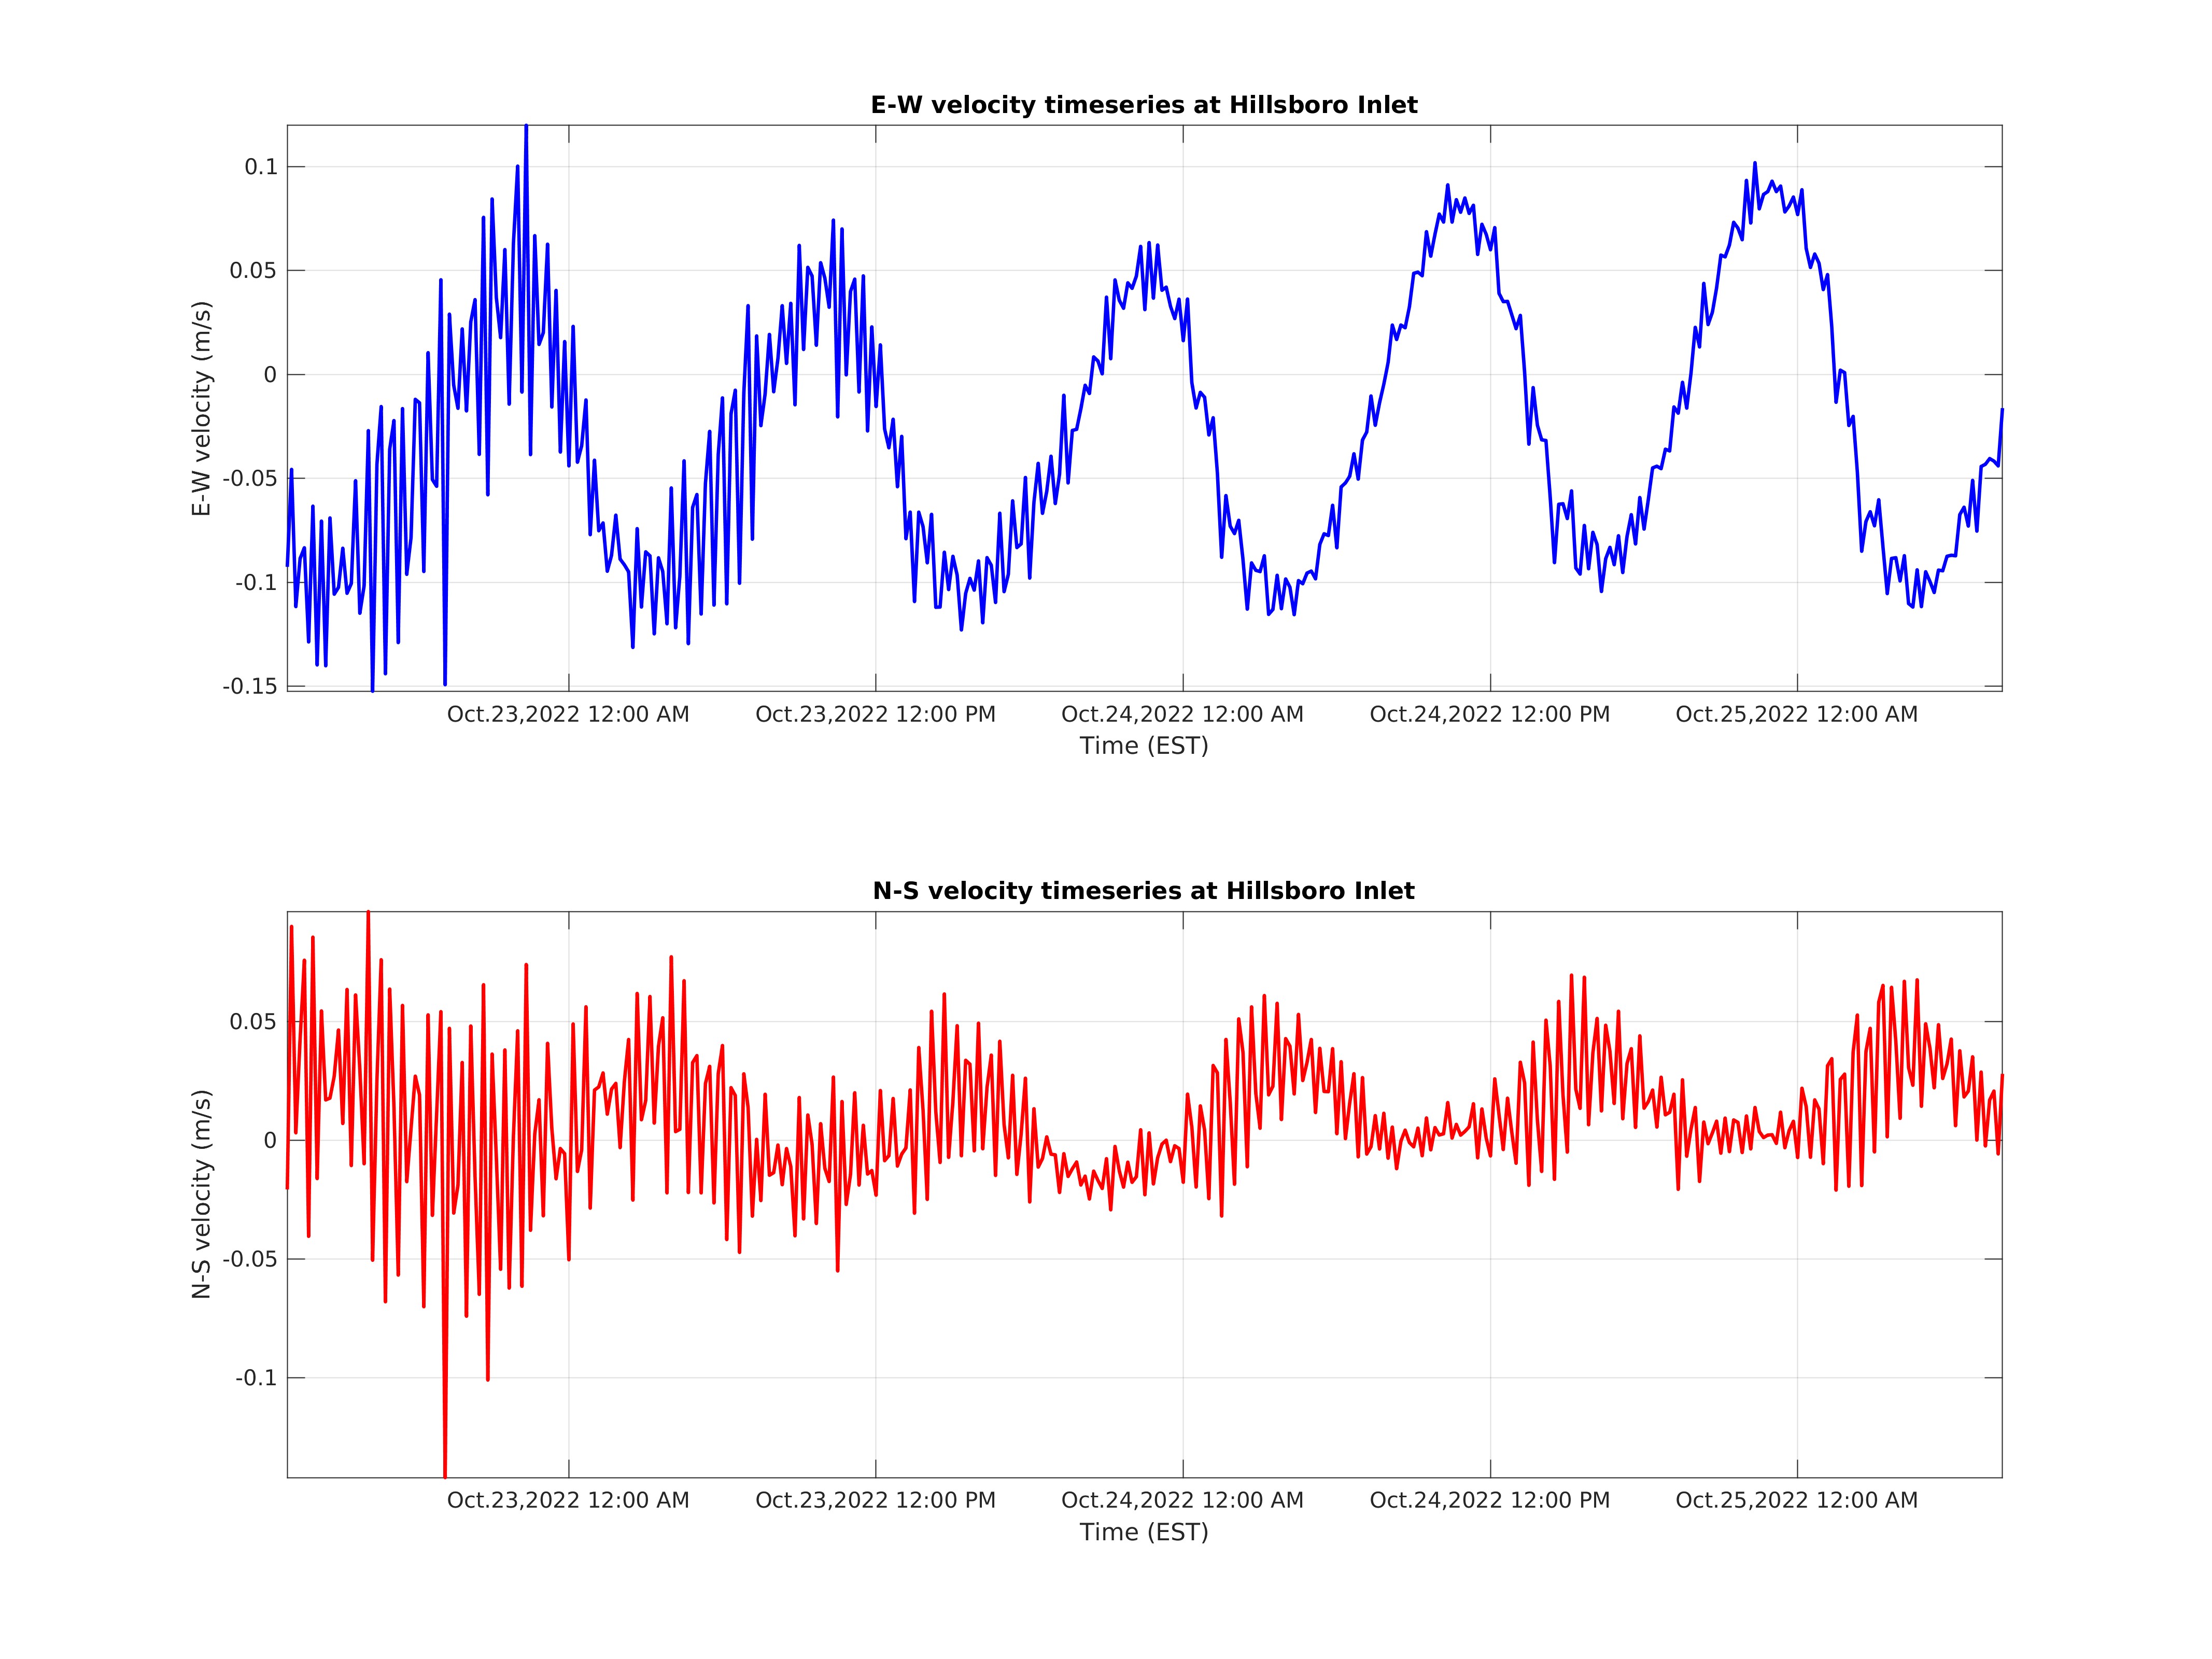 E-W velocity timeseries at Hillsboro Inlet
E-W velocity (m/s)
0.1
0.05
0
-0.05
-0.1
-0.15
Oct.23,2022 12:00 AM Oct.23,2022 12:00 PM Oct.24,2022 12:00 AM Oct.24,2022 12:00 PM Oct.25,2022 12:00 AM
Time (EST)
N-S velocity timeseries at Hillsboro Inlet
N-S velocity (m/s)
0.05
0
-0.05
-0.1
Oct.23,2022 12:00 AM Oct.23,2022 12:00 PM Oct.24,2022 12:00 AM Oct.24,2022 12:00 PM Oct.25,2022 12:00 AM
Time (EST)